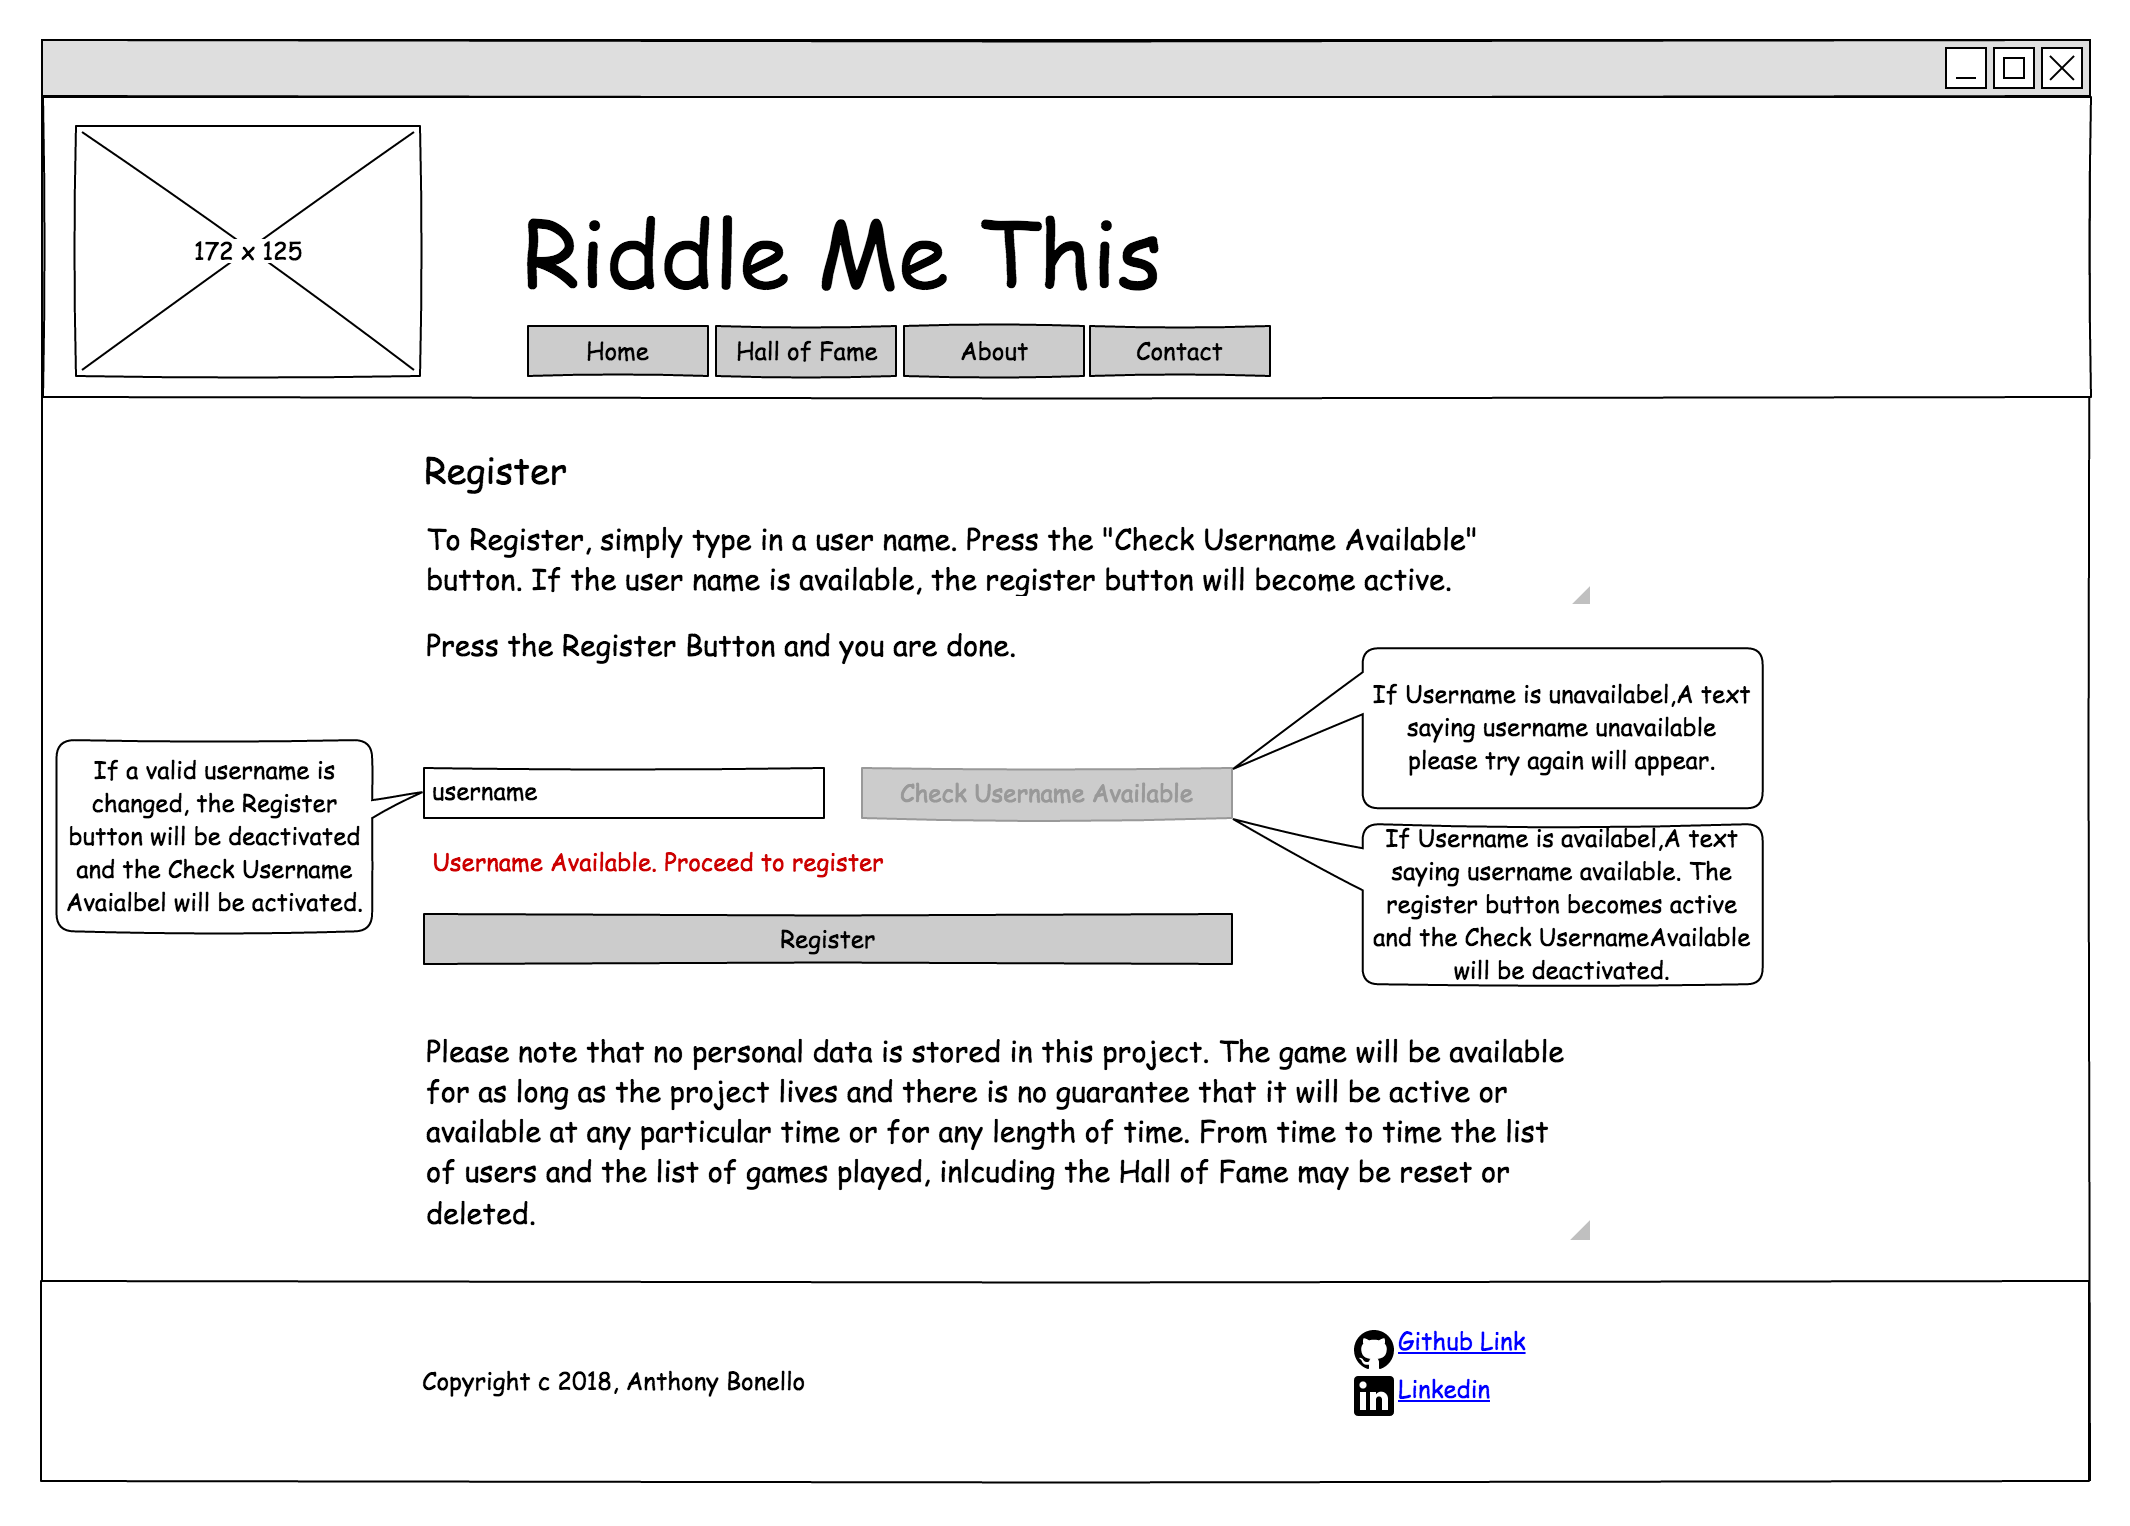 172 x 125
Riddle Me This
Home
Hall of Fame
About
Contact
Register
To Register, simply type in a user name. Press the "Check Username Available"
button. If the user name is available, the register button will become active.
Press the Register Button and you are done.
If Username is unavailabel,A text
saying username unavailable
please try again will appear.
If a valid username is
changed, the Register
button will be deactivated
and the Check Username
Avaialbel will be activated.
username
Check Username Available
If Username is availabel,A text
saying username available. The
register button becomes active
and the Check UsernameAvailable
will be deactivated.
Username Available. Proceed to register
Register
Please note that no personal data is stored in this project. The game will be available
for as long as the project lives and there is no guarantee that it will be active or
available at any particular time or for any length of time. From time to time the list
of users and the list of games played, inlcuding the Hall of Fame may be reset or
deleted.
Copyright c 2018, Anthony Bonello
Github Link
in
Linkedin